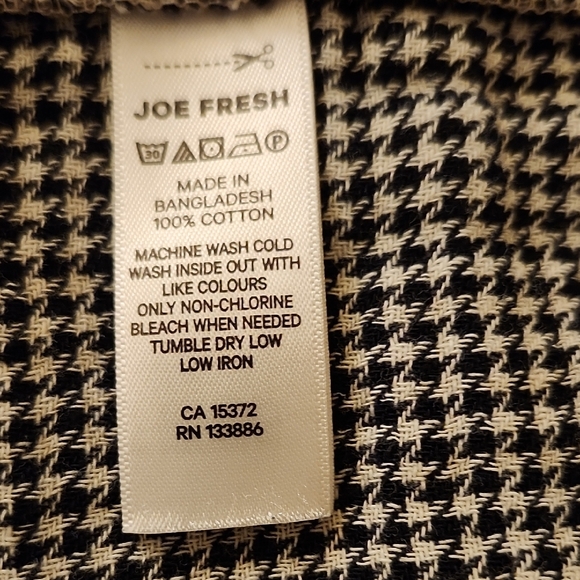 JOE FRESH
30 P
MADE IN
BANGLADESH
100% COTTON
MACHINE WASH COLD
WASH INSIDE OUT WITH
LIKE COLOURS
ONLY NON-CHLORINE
BLEACH WHEN NEEDED
TUMBLE DRY LOW
LOW IRON
CA 15372
RN 133886